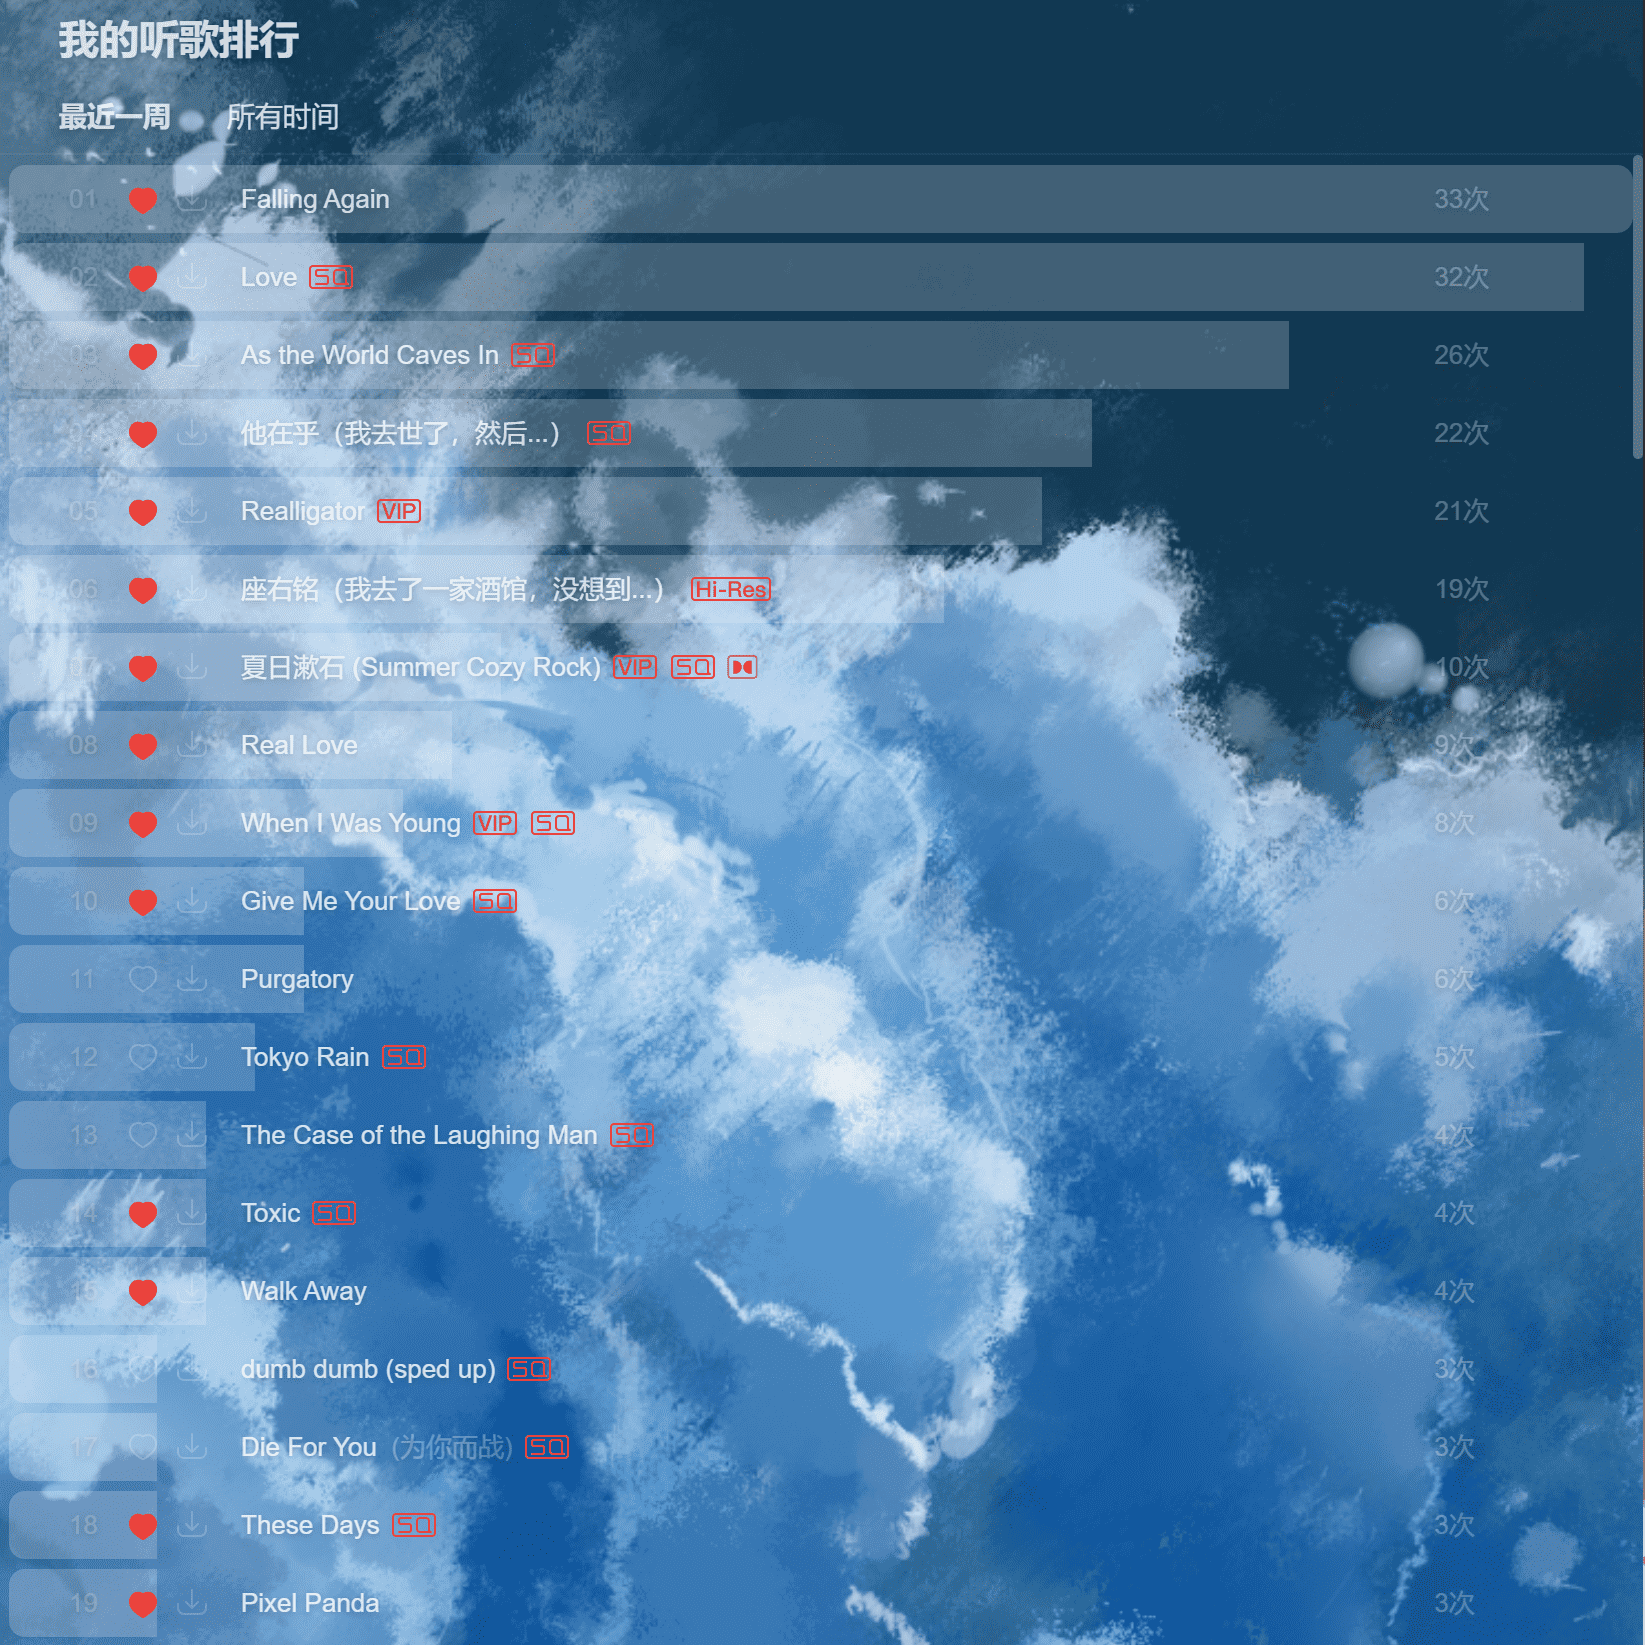 我的听歌排行
最近一周 所有时间
01 Falling Again 33次
02 Love SQ 32次
03 As the World Caves In SQ 26次
04 他在乎（我去世了，然后...） SQ 22次
05 Realligator VIP 21次
06 座右铭（我去了一家酒馆，没想到...） Hi-Res 19次
07 夏日漱石 (Summer Cozy Rock) VIP SQ 10次
08 Real Love 9次
09 When I Was Young VIP SQ 8次
10 Give Me Your Love SQ 6次
11 Purgatory 6次
12 Tokyo Rain SQ 5次
13 The Case of the Laughing Man SQ 4次
14 Toxic SQ 4次
15 Walk Away 4次
16 dumb dumb (sped up) SQ 3次
17 Die For You (为你而战) SQ 3次
18 These Days SQ 3次
19 Pixel Panda 3次